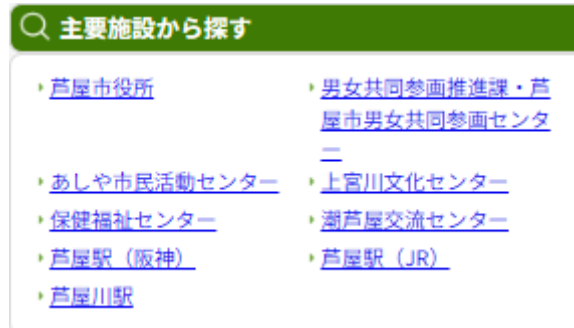 主要施設から探す
芦屋市役所
男女共同参画推進課・芦
屋市男女共同参画センタ
ー
あしや市民活動センター
上宮川文化センター
保健福祉センター
潮芦屋交流センター
芦屋駅（阪神）
芦屋駅（JR）
芦屋川駅